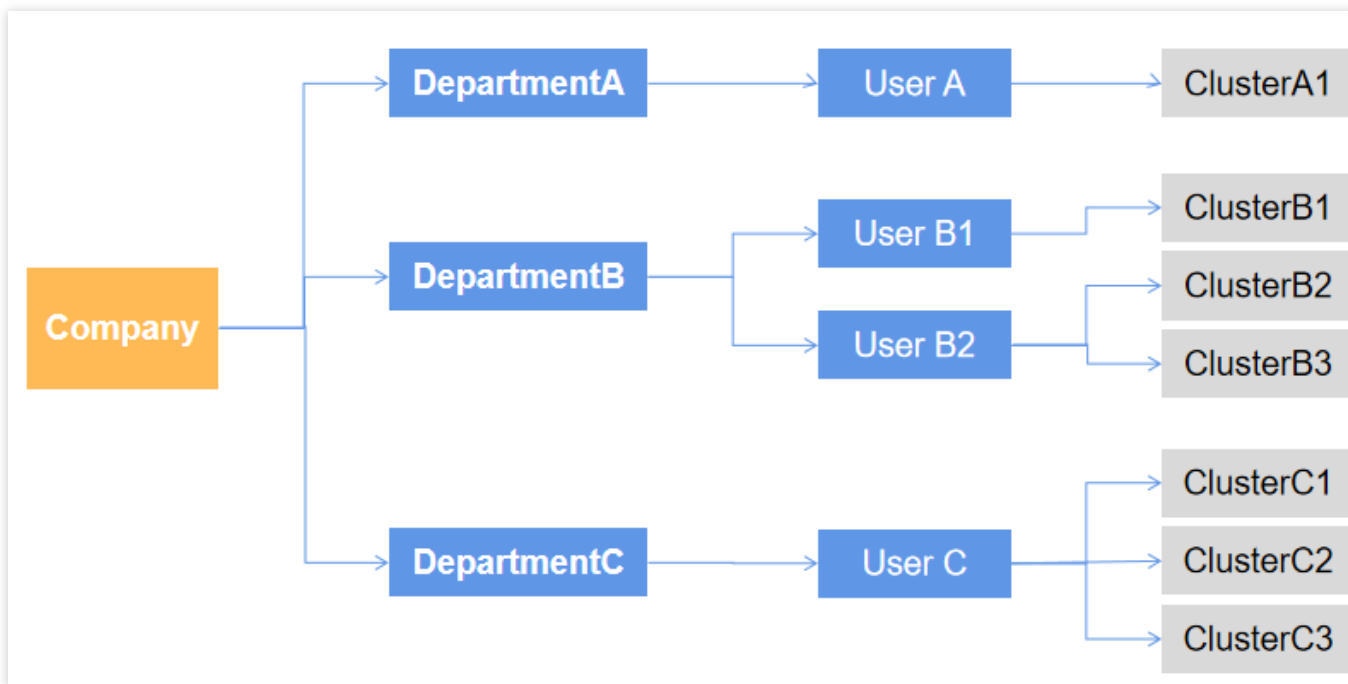 DepartmentA
User A
ClusterA1
ClusterB1
User B1
DepartmentB
ClusterB2
Company
User B2
ClusterB3
ClusterC1
DepartmentC
User C
ClusterC2
ClusterC3